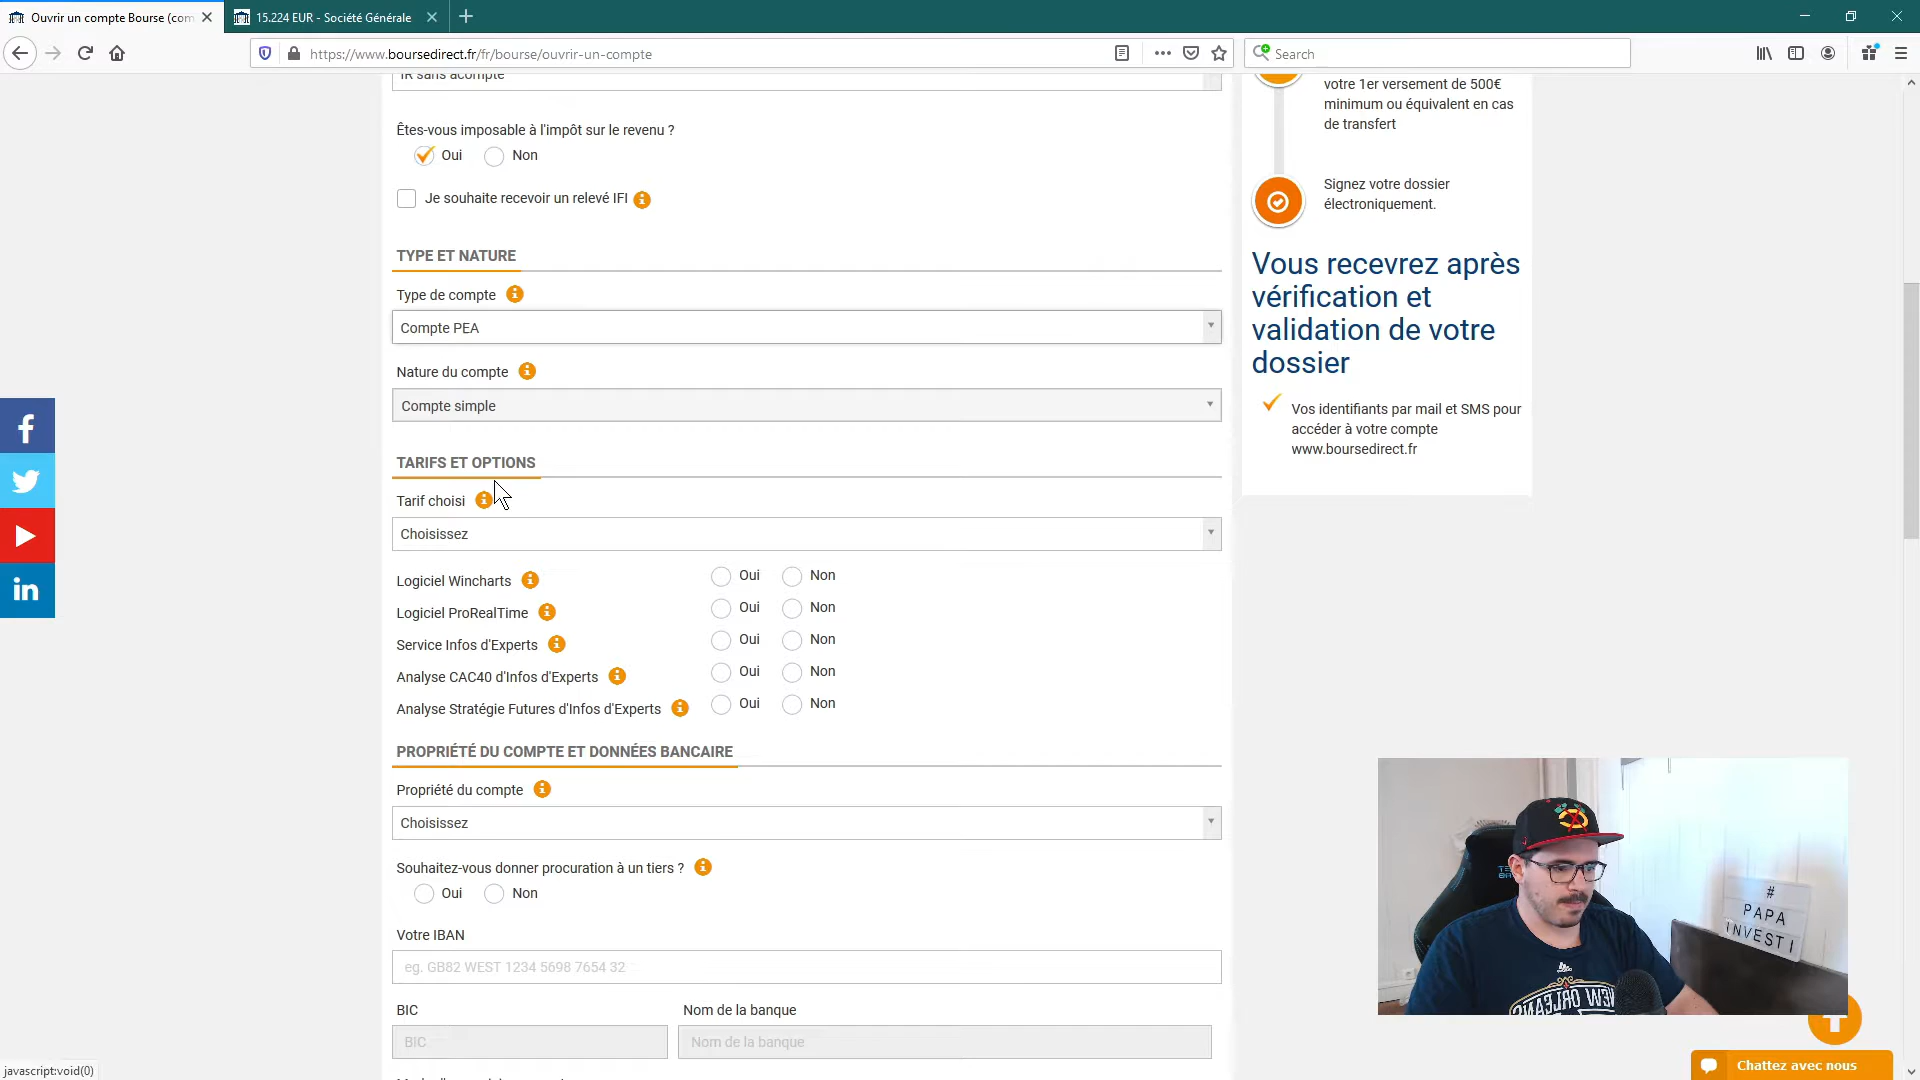 Ouvrir un compte Bourse (com
15.224 EUR - Société Générale
https://www.boursedirect.fr/fr/bourse/ouvrir-un-compte
Search
IR sans acompte
Êtes-vous imposable à l'impôt sur le revenu ?
Oui Non
Je souhaite recevoir un relevé IFI
TYPE ET NATURE
Type de compte
Compte PEA
Nature du compte
Compte simple
TARIFS ET OPTIONS
Tarif choisi
Choisissez
Logiciel Wincharts Oui Non
Logiciel ProRealTime Oui Non
Service Infos d'Experts Oui Non
Analyse CAC40 d'Infos d'Experts Oui Non
Analyse Stratégie Futures d'Infos d'Experts Oui Non
PROPRIÉTÉ DU COMPTE ET DONNÉES BANCAIRE
Propriété du compte
Choisissez
Souhaitez-vous donner procuration à un tiers ?
Oui Non
Votre IBAN
eg. GB82 WEST 1234 5698 7654 32
BIC Nom de la banque
BIC Nom de la banque
votre 1er versement de 500€
minimum ou équivalent en cas
de transfert
Signez votre dossier
électroniquement.
Vous recevrez après
vérification et
validation de votre
dossier
Vos identifiants par mail et SMS pour
accéder à votre compte
www.boursedirect.fr
#
PAPA
INVEST I
Chattez avec nous
javascript:void(0)